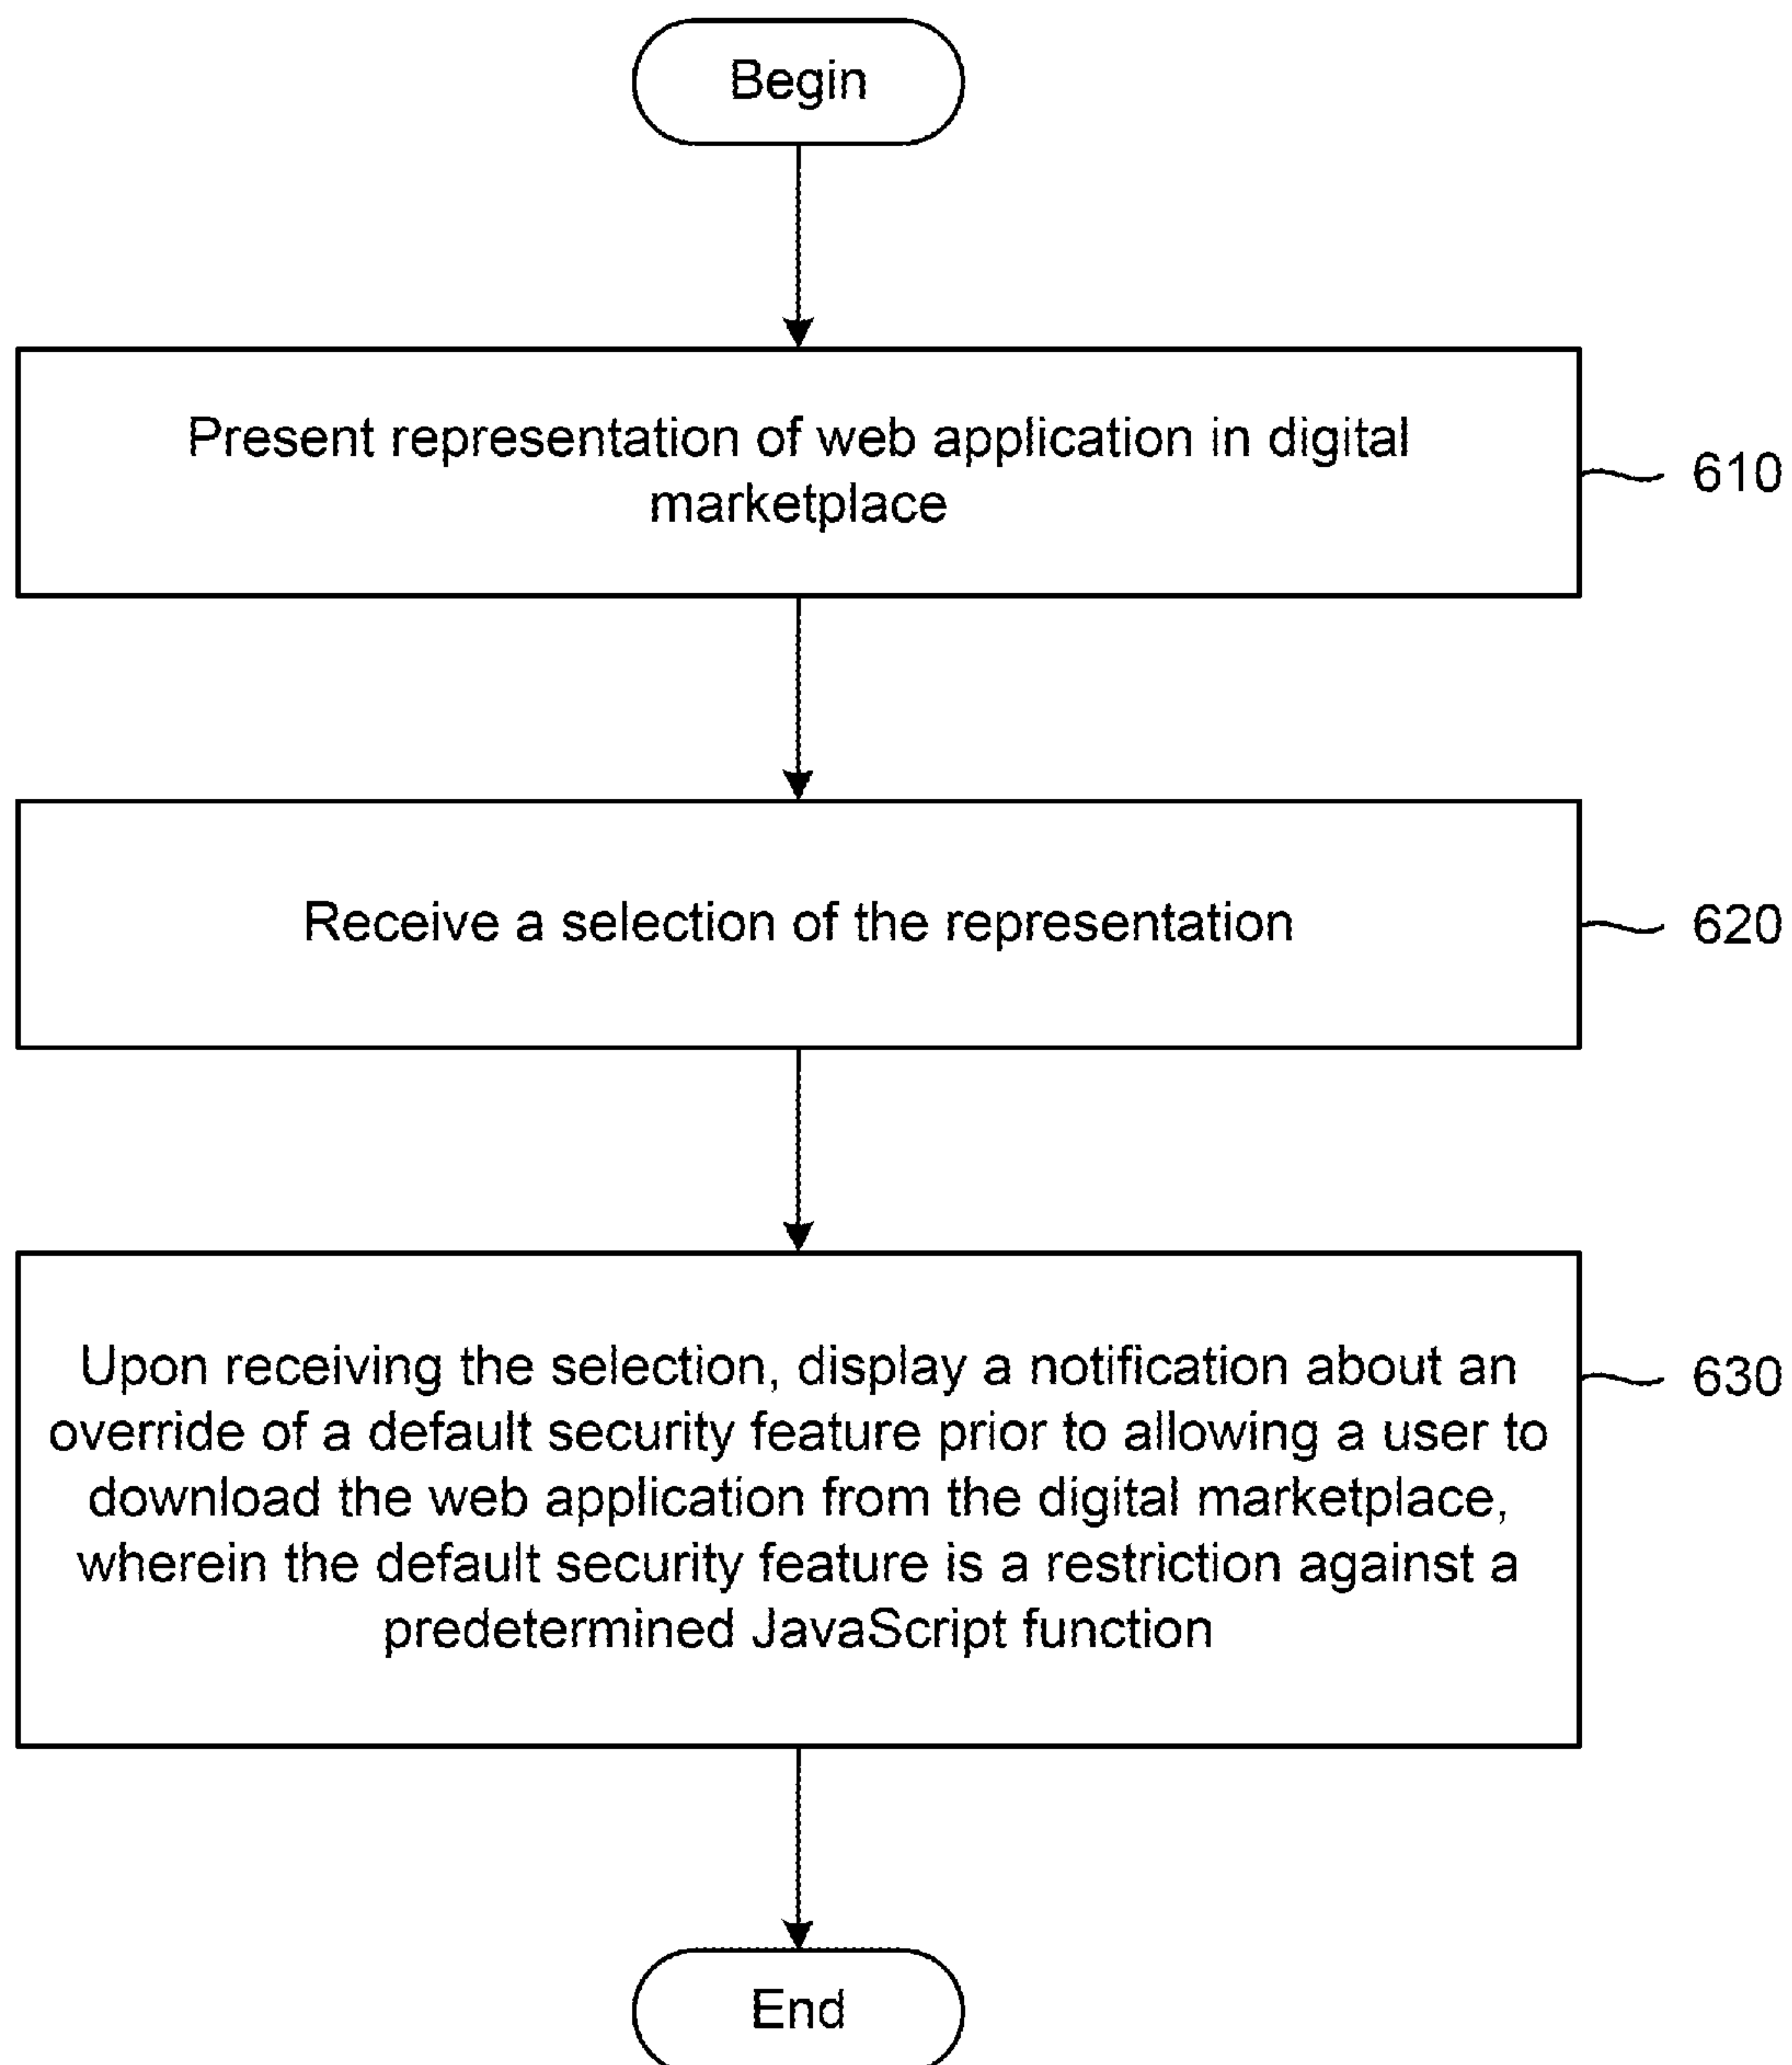 Begin
Present representation of web application in digital
marketplace
610
Receive a selection of the representation
620
Upon receiving the selection, display a notification about an
override of a default security feature prior to allowing a user to
download the web application from the digital marketplace,
wherein the default security feature is a restriction against a
predetermined JavaScript function
630
End